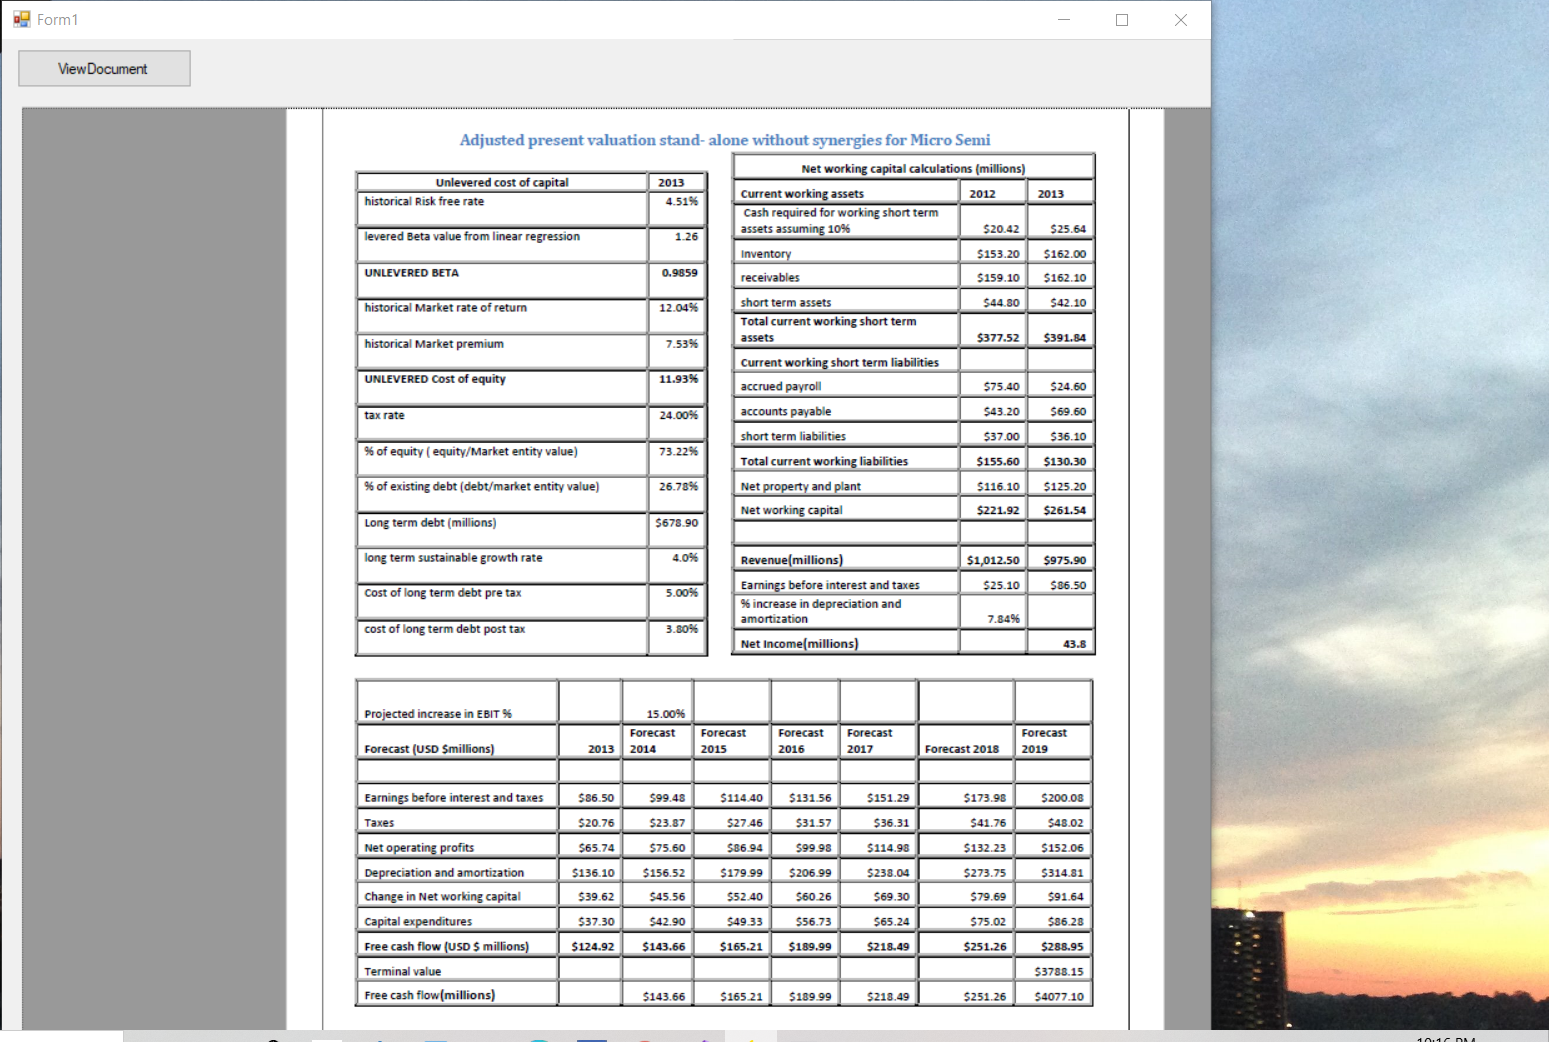 Form1
ViewDocument
Adjusted present valuation stand- alone without synergies for Micro Semi
Unlevered cost of capital 2013
historical Risk free rate 4.51%
levered Beta value from linear regression 1.26
UNLEVERED BETA 0.9859
historical Market rate of return 12.04%
historical Market premium 7.53%
UNLEVERED Cost of equity 11.93%
tax rate 24.00%
% of equity ( equity/Market entity value) 73.22%
% of existing debt (debt/market entity value) 26.78%
Long term debt (millions) $678.90
long term sustainable growth rate 4.0%
Cost of long term debt pre tax 5.00%
cost of long term debt post tax 3.80%
Net working capital calculations (millions)
Current working assets 2012 2013
Cash required for working short term
assets assuming 10% $20.42 $25.64
Inventory $153.20 $162.00
receivables $159.10 $162.10
short term assets $44.80 $42.10
Total current working short term
assets $377.52 $391.84
Current working short term liabilities
accrued payroll $75.40 $24.60
accounts payable $43.20 $69.60
short term liabilities $37.00 $36.10
Total current working liabilities $155.60 $130.30
Net property and plant $116.10 $125.20
Net working capital $221.92 $261.54
Revenue(millions) $1,012.50 $975.90
Earnings before interest and taxes $25.10 $86.50
% increase in depreciation and
amortization 7.84%
Net Income(millions) 43.8
Projected increase in EBIT % 15.00%
Forecast Forecast Forecast Forecast Forecast
Forecast (USD $millions) 2013 2014 2015 2016 2017 Forecast 2018 2019
Earnings before interest and taxes $86.50 $99.48 $114.40 $131.56 $151.29 $173.98 $200.08
Taxes $20.76 $23.87 $27.46 $31.57 $36.31 $41.76 $48.02
Net operating profits $65.74 $75.60 $86.94 $99.98 $114.98 $132.23 $152.06
Depreciation and amortization $136.10 $156.52 $179.99 $206.99 $238.04 $273.75 $314.81
Change in Net working capital $39.62 $45.56 $52.40 $60.26 $69.30 $79.69 $91.64
Capital expenditures $37.30 $42.90 $49.33 $56.73 $65.24 $75.02 $86.28
Free cash flow (USD $ millions) $124.92 $143.66 $165.21 $189.99 $218.49 $251.26 $288.95
Terminal value $3788.15
Free cash flow(millions) $143.66 $165.21 $189.99 $218.49 $251.26 $4077.10
10:16 PM